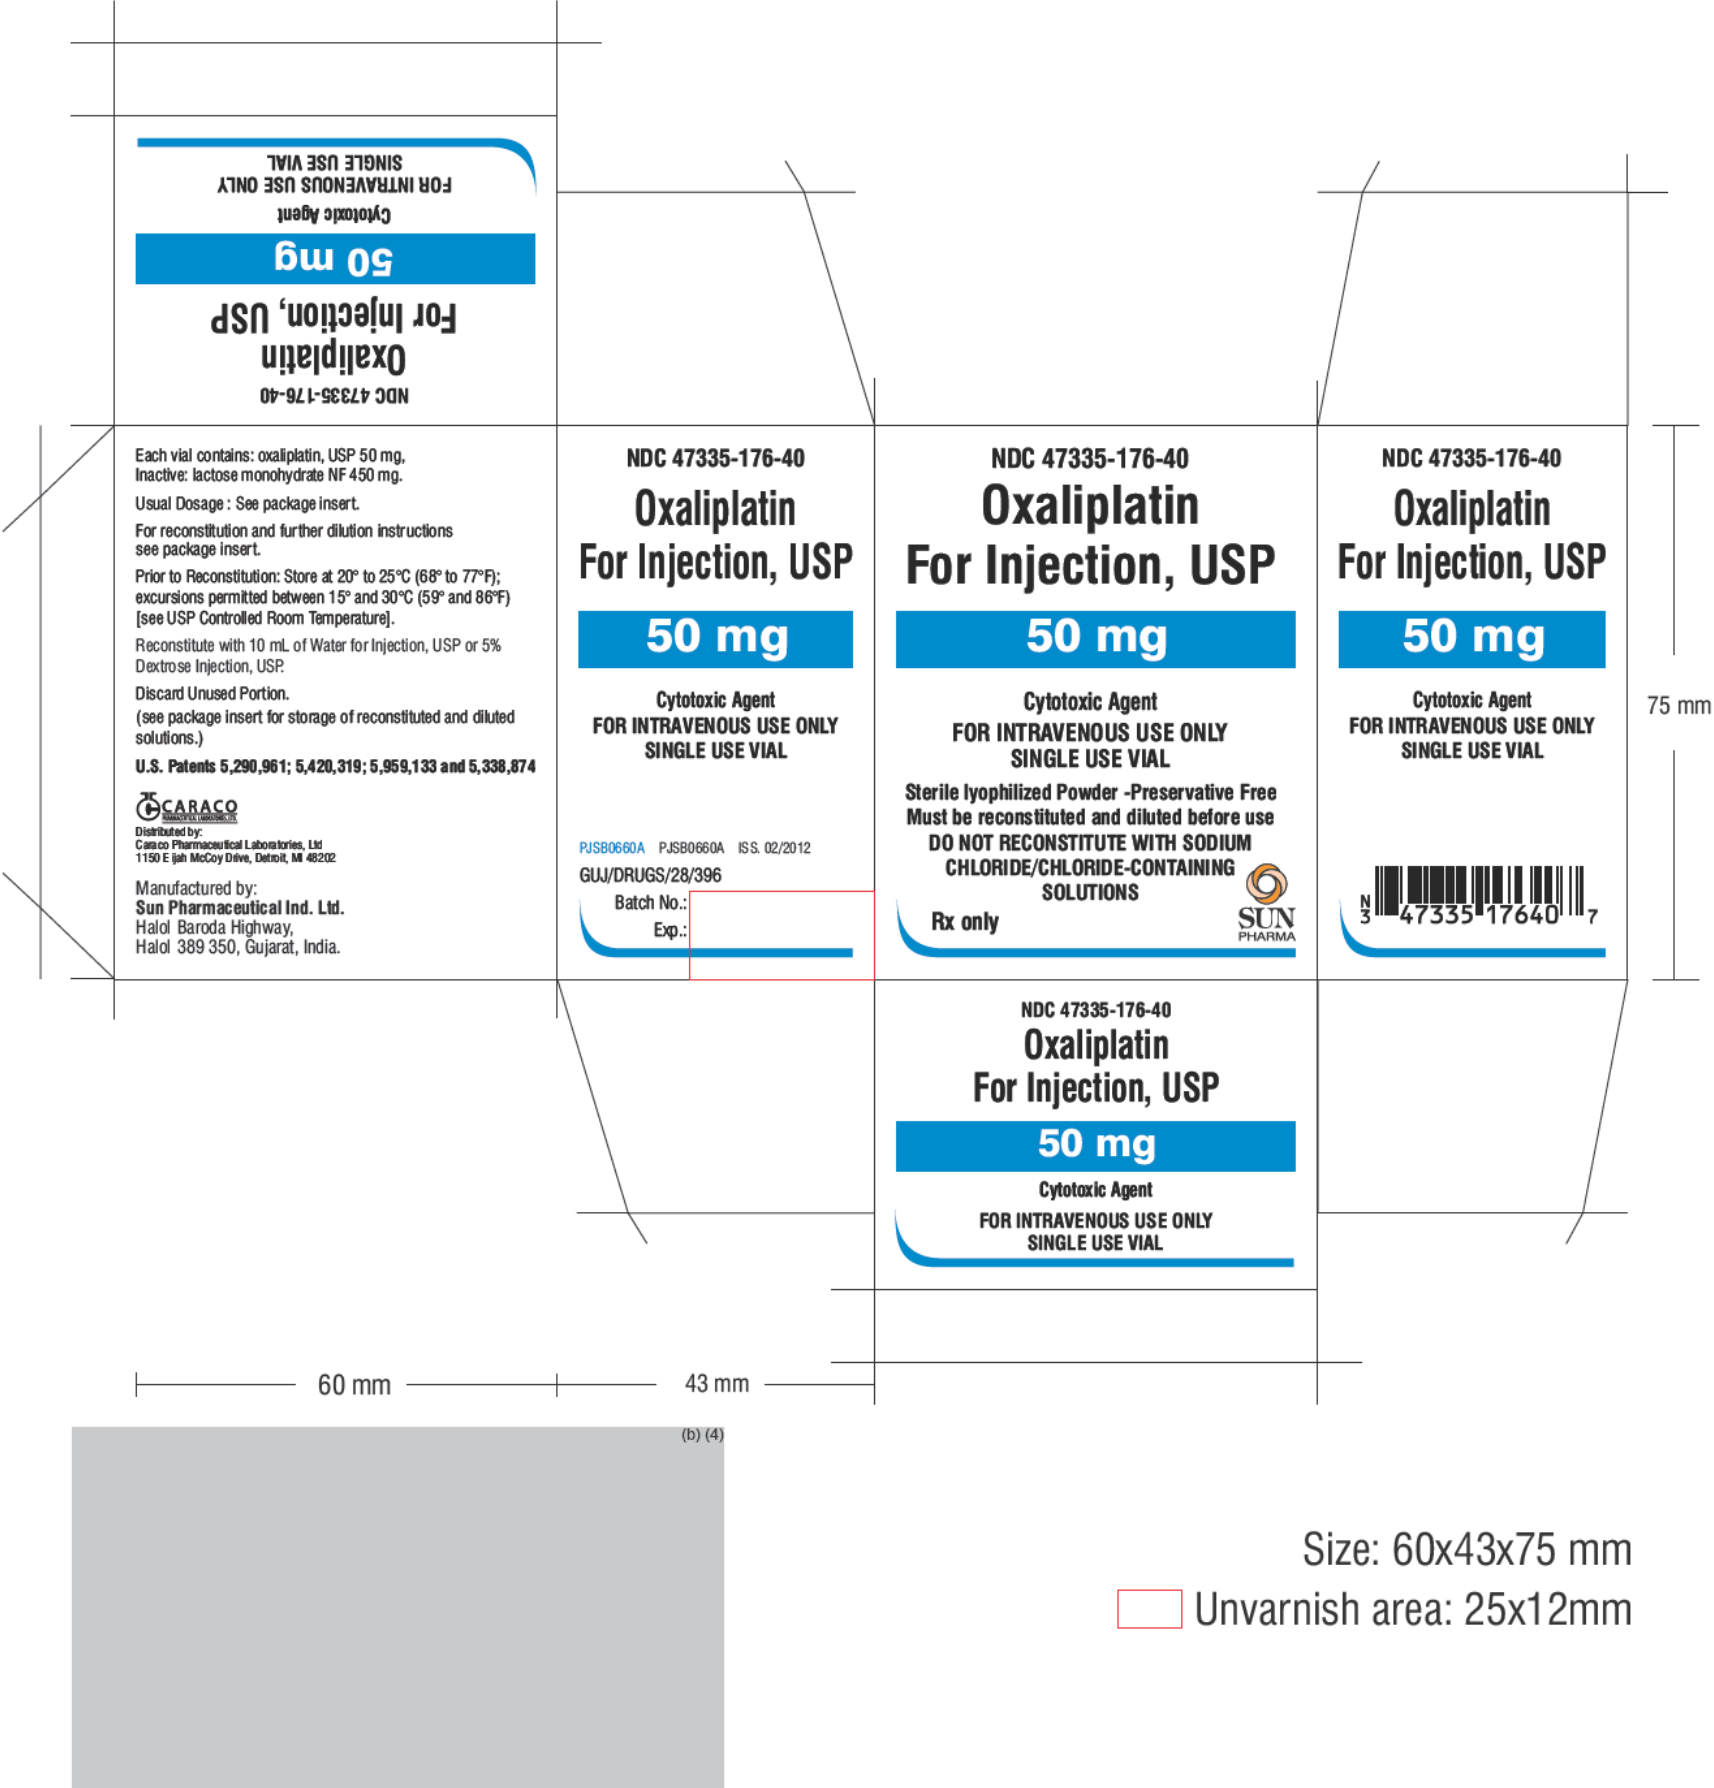 SINGLE USE VIAL
FOR INTRAVENOUS USE ONLY
Cytotoxic Agent
50 mg
For Injection, USP
Oxaliplatin
NDC 47335-176-40
Each vial contains: oxaliplatin, USP 50 mg,
Inactive: lactose monohydrate NF 450 mg.
Usual Dosage : See package insert.
For reconstitution and further dilution instructions
see package insert.
Prior to Reconstitution: Store at 20° to 25°C (68° to 77°F);
excursions permitted between 15° and 30°C (59° and 86°F)
[see USP Controlled Room Temperature].
Reconstitute with 10 mL of Water for Injection, USP or 5%
Dextrose Injection, USP.
Discard Unused Portion.
(see package insert for storage of reconstituted and diluted
solutions.)
U.S. Patents 5,290,961; 5,420,319; 5,959,133 and 5,338,874
CARACO
PHARMACEUTICAL LABORATORIES, LTD.
Distributed by:
Caraco Pharmaceutical Laboratories, Ltd
1150 E ijah McCoy Drive, Detroit, MI 48202
Manufactured by:
Sun Pharmaceutical Ind. Ltd.
Halol Baroda Highway,
Halol 389 350, Gujarat, India.
NDC 47335-176-40
Oxaliplatin
For Injection, USP
50 mg
Cytotoxic Agent
FOR INTRAVENOUS USE ONLY
SINGLE USE VIAL
PJSB0660A PJSB0660A ISS. 02/2012
GUJ/DRUGS/28/396
Batch No.:
Exp.:
NDC 47335-176-40
Oxaliplatin
For Injection, USP
50 mg
Cytotoxic Agent
FOR INTRAVENOUS USE ONLY
SINGLE USE VIAL
Sterile lyophilized Powder -Preservative Free
Must be reconstituted and diluted before use
DO NOT RECONSTITUTE WITH SODIUM
CHLORIDE/CHLORIDE-CONTAINING
SOLUTIONS
Rx only
SUN
PHARMA
NDC 47335-176-40
Oxaliplatin
For Injection, USP
50 mg
Cytotoxic Agent
FOR INTRAVENOUS USE ONLY
SINGLE USE VIAL
N
3 47335 17640 7
75 mm
NDC 47335-176-40
Oxaliplatin
For Injection, USP
50 mg
Cytotoxic Agent
FOR INTRAVENOUS USE ONLY
SINGLE USE VIAL
60 mm
43 mm
(b) (4)
Size: 60x43x75 mm
Unvarnish area: 25x12mm